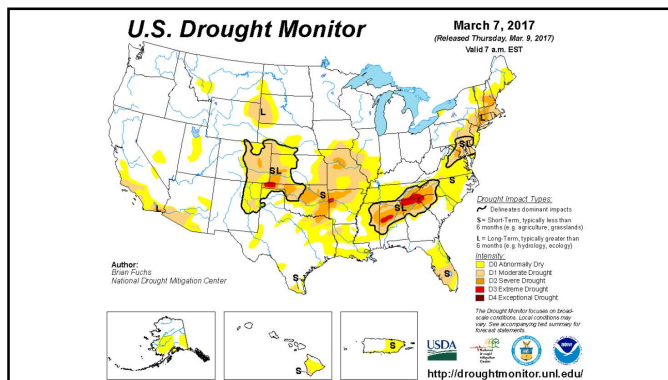 U.S. Drought Monitor
March 7, 2017
(Released Thursday, Mar. 9, 2017)
Valid 7 a.m. EST
L
SL
S
SL
S
L
SL
L
S
S
Drought Impact Types:
Delineates dominant impacts
S = Short-Term, typically less than
6 months (e.g. agriculture, grasslands)
L = Long-Term, typically greater than
6 months (e.g. hydrology, ecology)
Intensity:
D0 Abnormally Dry
D1 Moderate Drought
D2 Severe Drought
D3 Extreme Drought
D4 Exceptional Drought
Author:
Brian Fuchs
National Drought Mitigation Center
The Drought Monitor focuses on broad-
scale conditions. Local conditions may
vary. See accompanying text summary for
forecast statements.
S
S
USDA
National
Drought
Mitigation
Center
http://droughtmonitor.unl.edu/